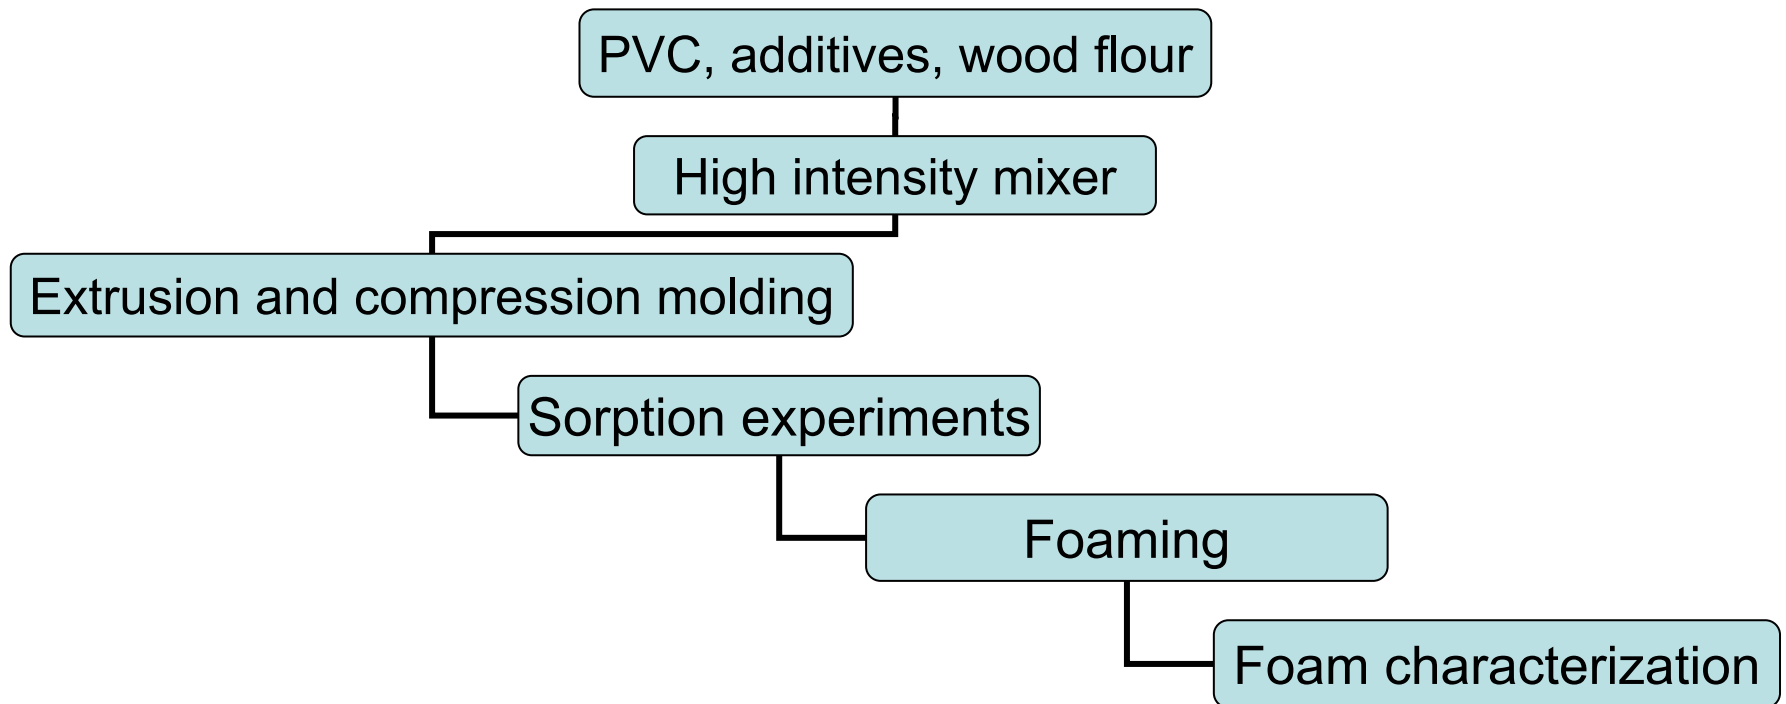 PVC, additives, wood flour
High intensity mixer
Extrusion and compression molding
Sorption experiments
Foaming
Foam characterization